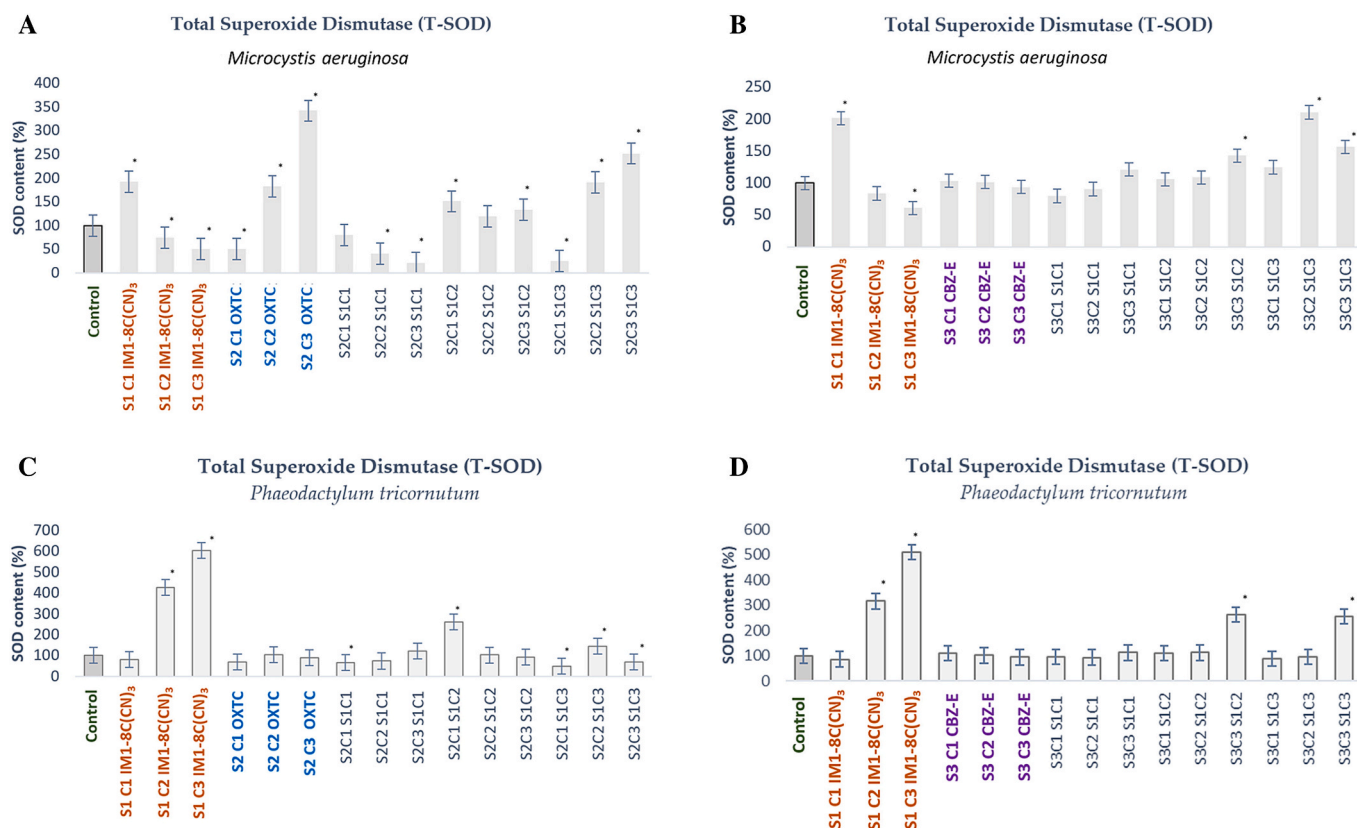 A
Total Superoxide Dismutase (T-SOD)
Microcystis aeruginosa
SOD content (%)
400
350
300
250
200
150
100
50
0
* * * * * * * * * * * * *
Control
S1 C1 IM1-8C(CN)₃
S1 C2 IM1-8C(CN)₃
S1 C3 IM1-8C(CN)₃
S2 C1 OXTC
S2 C2 OXTC
S2 C3 OXTC
S2C1 S1C1
S2C2 S1C1
S2C3 S1C1
S2C1 S1C2
S2C2 S1C2
S2C3 S1C2
S2C1 S1C3
S2C2 S1C3
S2C3 S1C3
B
Total Superoxide Dismutase (T-SOD)
Microcystis aeruginosa
SOD content (%)
250
200
150
100
50
0
* * * * *
Control
S1 C1 IM1-8C(CN)₃
S1 C2 IM1-8C(CN)₃
S1 C3 IM1-8C(CN)₃
S3 C1 CBZ-E
S3 C2 CBZ-E
S3 C3 CBZ-E
S3C1 S1C1
S3C2 S1C1
S3C3 S1C1
S3C1 S1C2
S3C2 S1C2
S3C3 S1C2
S3C1 S1C3
S3C2 S1C3
S3C3 S1C3
C
Total Superoxide Dismutase (T-SOD)
Phaeodactylum tricornutum
SOD content (%)
700
600
500
400
300
200
100
0
* * * * * * *
Control
S1 C1 IM1-8C(CN)₃
S1 C2 IM1-8C(CN)₃
S1 C3 IM1-8C(CN)₃
S2 C1 OXTC
S2 C2 OXTC
S2 C3 OXTC
S2C1 S1C1
S2C2 S1C1
S2C3 S1C1
S2C1 S1C2
S2C2 S1C2
S2C3 S1C2
S2C1 S1C3
S2C2 S1C3
S2C3 S1C3
D
Total Superoxide Dismutase (T-SOD)
Phaeodactylum tricornutum
SOD content (%)
600
500
400
300
200
100
0
* * * *
Control
S1 C1 IM1-8C(CN)₃
S1 C2 IM1-8C(CN)₃
S1 C3 IM1-8C(CN)₃
S3 C1 CBZ-E
S3 C2 CBZ-E
S3 C3 CBZ-E
S3C1 S1C1
S3C2 S1C1
S3C3 S1C1
S3C1 S1C2
S3C2 S1C2
S3C3 S1C2
S3C1 S1C3
S3C2 S1C3
S3C3 S1C3